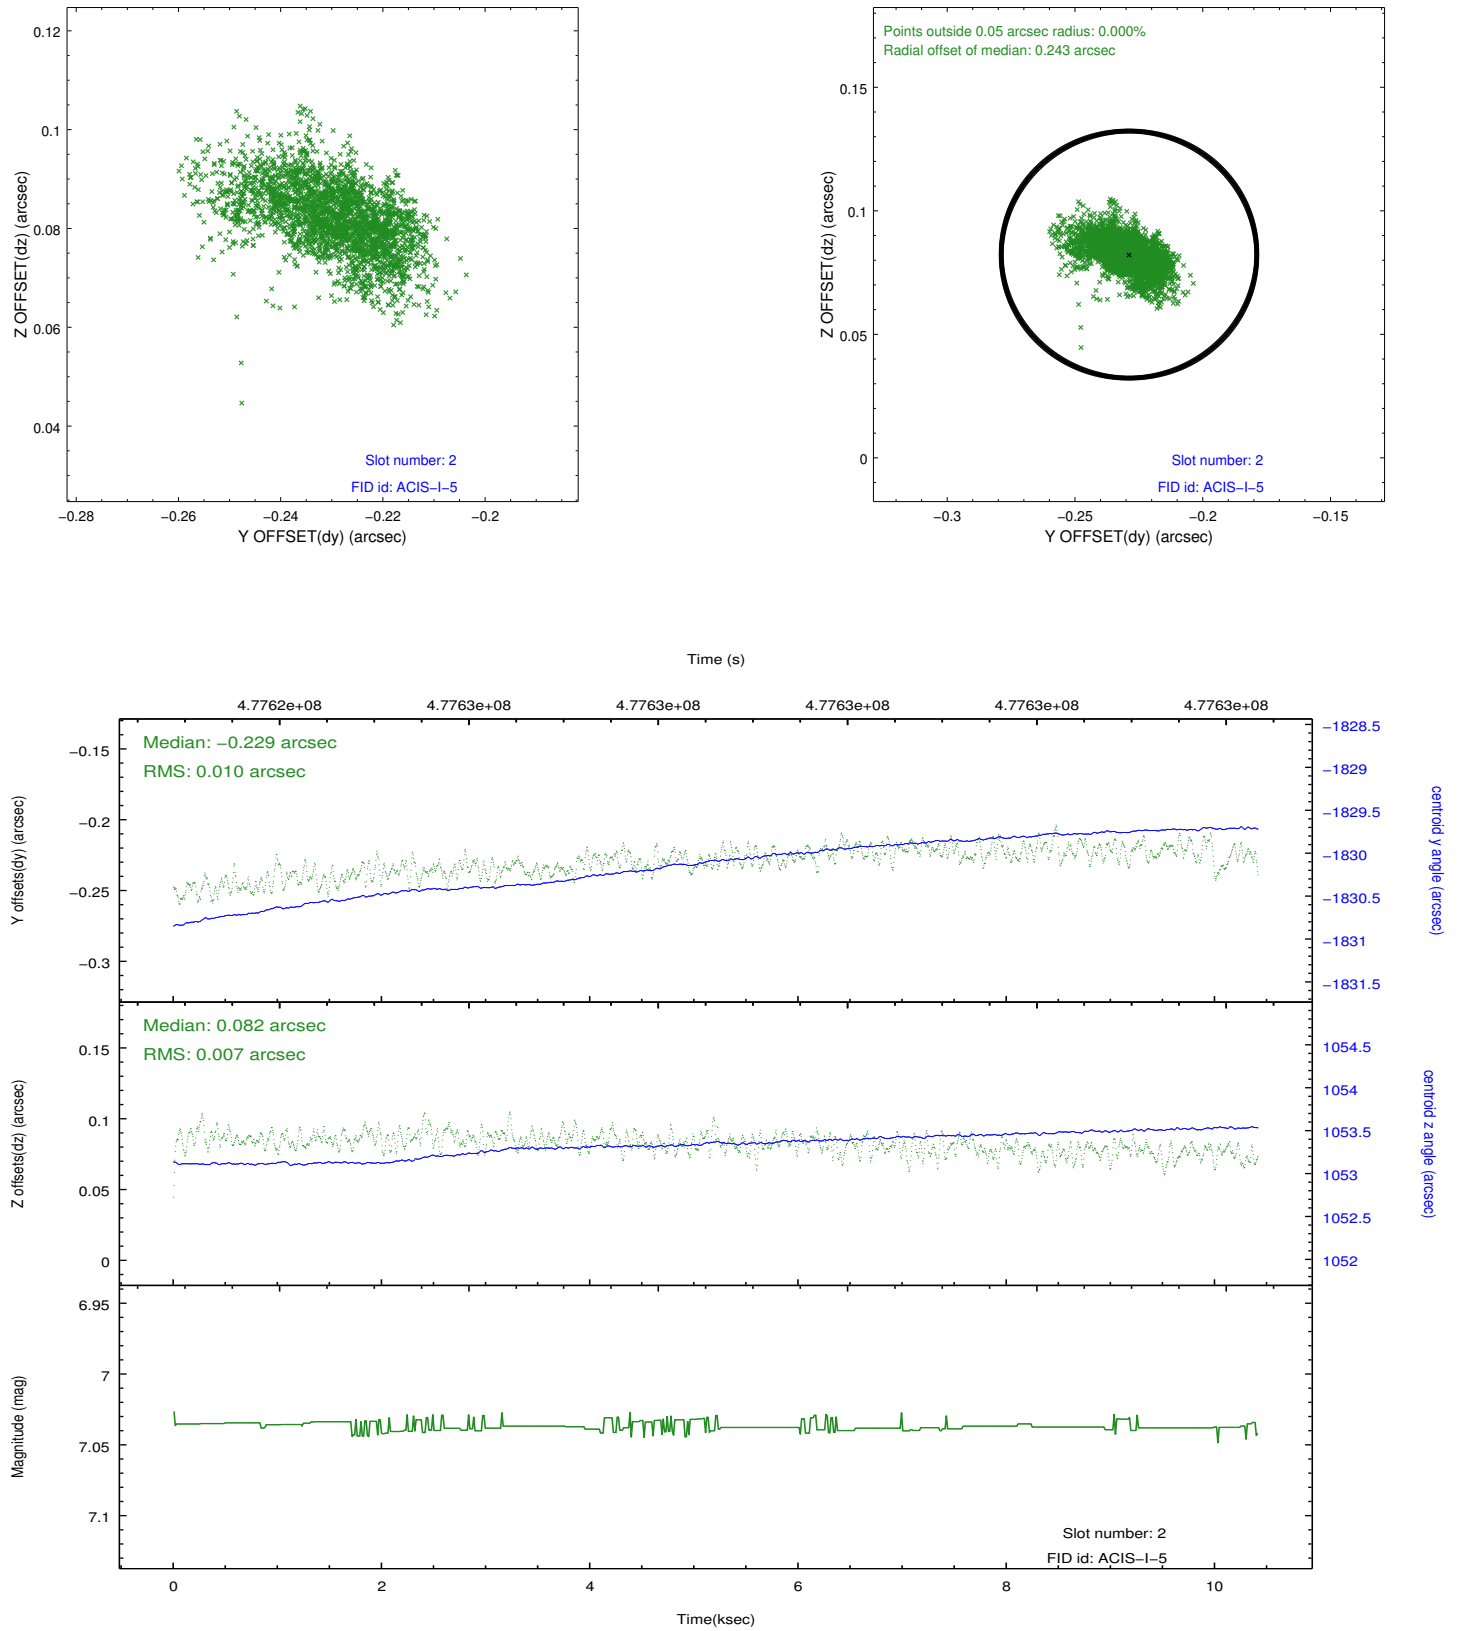 0.12
0.1
0.08
0.06
0.04
Z OFFSET(dz) (arcsec)
Slot number: 2
FID id: ACIS−I−5
−0.28 −0.26 −0.24 −0.22 −0.2
Y OFFSET(dy) (arcsec)
Points outside 0.05 arcsec radius: 0.000%
Radial offset of median: 0.243 arcsec
0.15
0.1
0.05
0
Z OFFSET(dz) (arcsec)
Slot number: 2
FID id: ACIS−I−5
−0.3 −0.25 −0.2 −0.15
Y OFFSET(dy) (arcsec)
Time (s)
4.7762e+08 4.7763e+08 4.7763e+08 4.7763e+08 4.7763e+08 4.7763e+08
Median: −0.229 arcsec
RMS: 0.010 arcsec
−0.15
−0.2
−0.25
−0.3
Y offsets(dy) (arcsec)
−1828.5
−1829
−1829.5
−1830
−1830.5
−1831
−1831.5
centroid y angle (arcsec)
Median: 0.082 arcsec
RMS: 0.007 arcsec
0.15
0.1
0.05
0
Z offsets(dz) (arcsec)
1054.5
1054
1053.5
1053
1052.5
1052
centroid z angle (arcsec)
6.95
7
7.05
7.1
Magnitude (mag)
Slot number: 2
FID id: ACIS−I−5
0 2 4 6 8 10
Time(ksec)